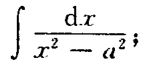 ∫ dx / (x² − a²);